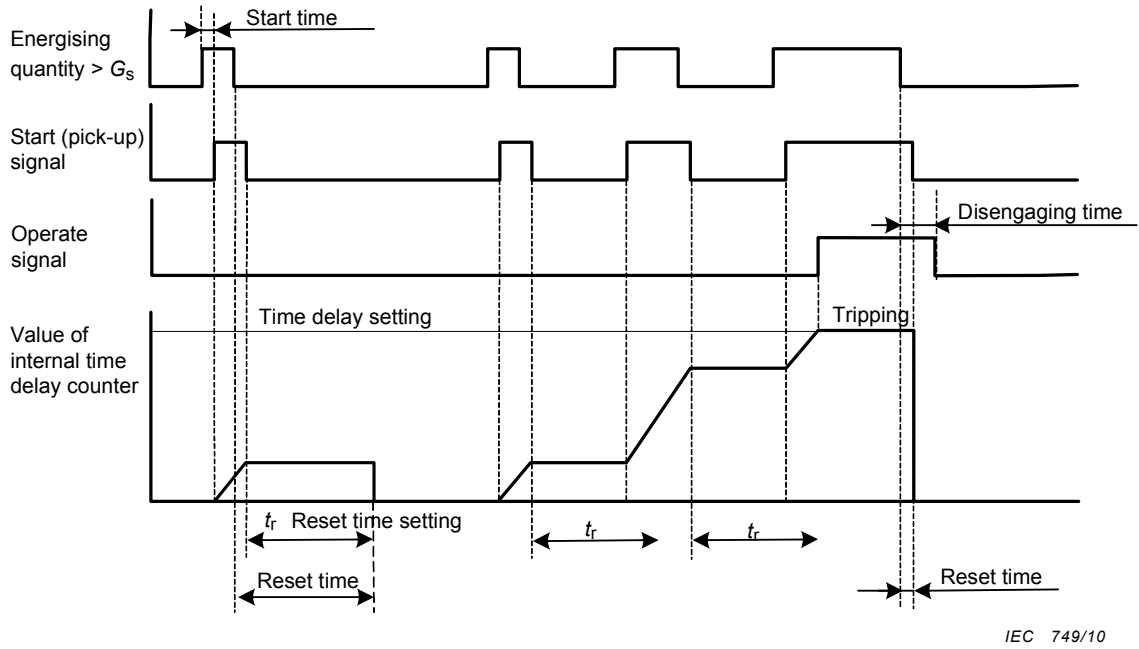 Start time
Energising
quantity > Gs
Start (pick-up)
signal
Disengaging time
Operate
signal
Time delay setting
Tripping
Value of
internal time
delay counter
tr Reset time setting
tr
tr
Reset time
Reset time
IEC 749/10